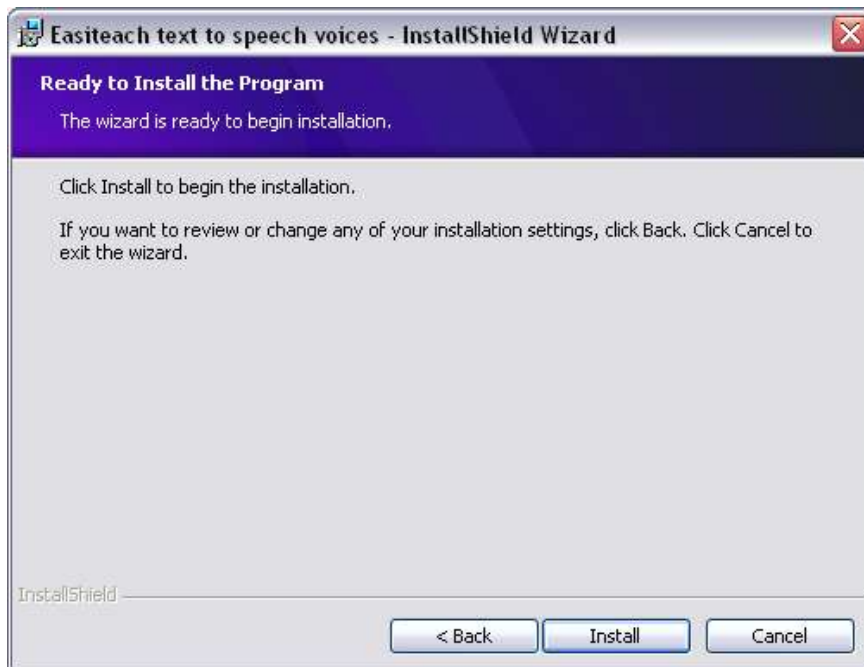 Easiteach text to speech voices - InstallShield Wizard
Ready to Install the Program
The wizard is ready to begin installation.
Click Install to begin the installation.
If you want to review or change any of your installation settings, click Back. Click Cancel to
exit the wizard.
InstallShield
< Back Install Cancel